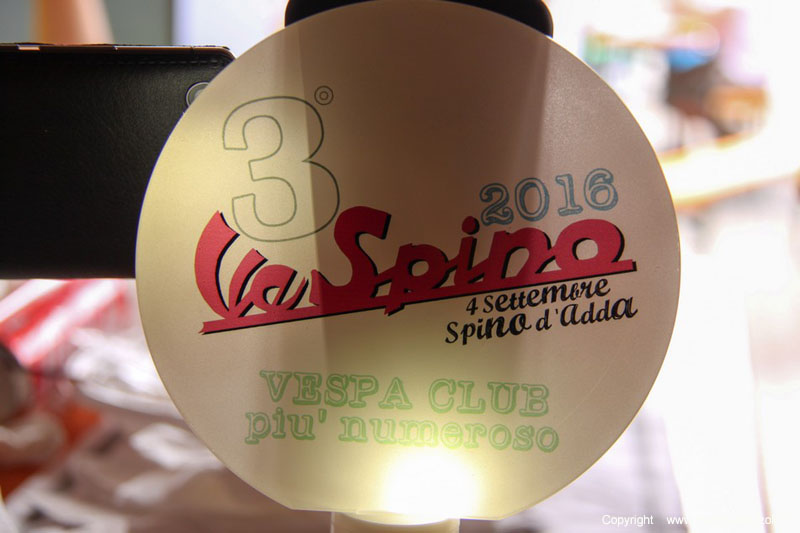 3°
2016
VeSpino
4 Settembre
Spino d'Adda
VESPA CLUB
piu' numeroso
Copyright